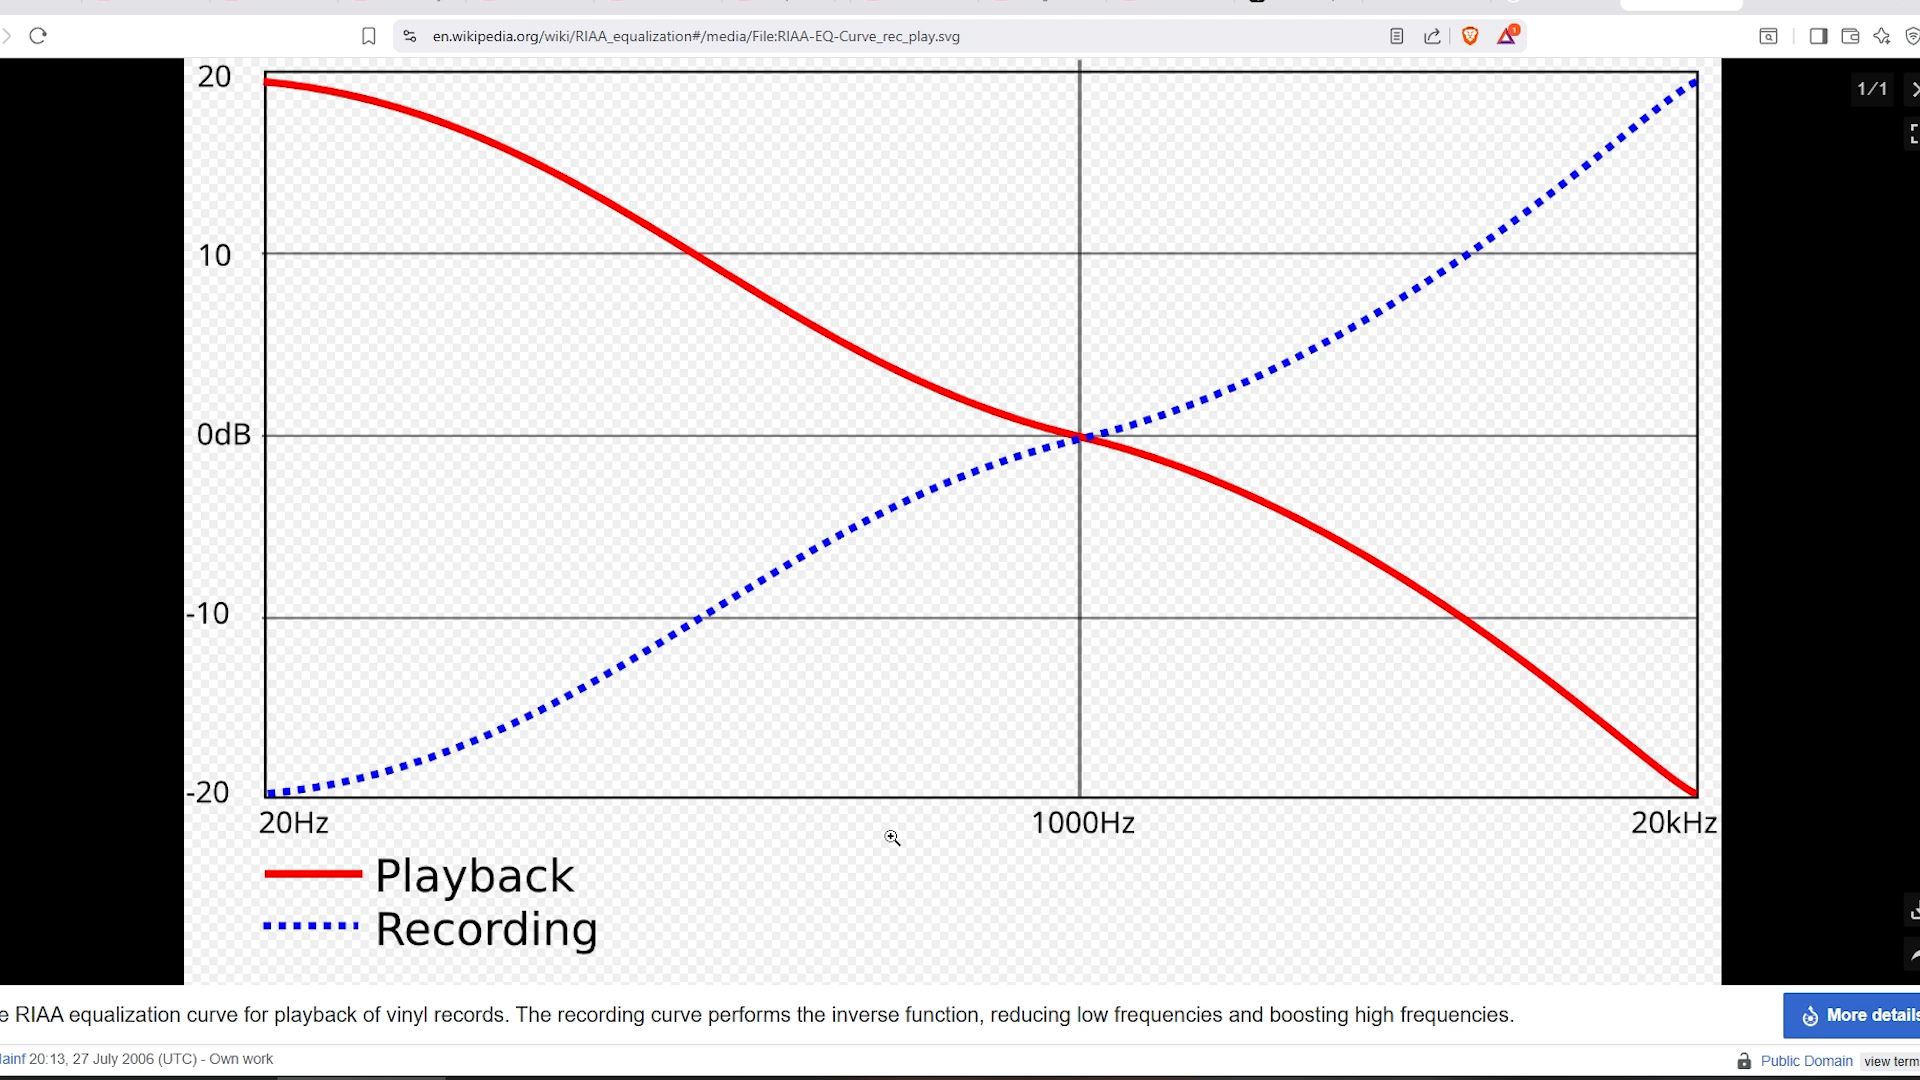 en.wikipedia.org/wiki/RIAA_equalization#/media/File:RIAA-EQ-Curve_rec_play.svg
1
1/1
20
10
0dB
-10
-20
20Hz 1000Hz 20kHz
Playback
Recording
RIAA equalization curve for playback of vinyl records. The recording curve performs the inverse function, reducing low frequencies and boosting high frequencies.
More details
20:13, 27 July 2006 (UTC) - Own work
Public Domain view term